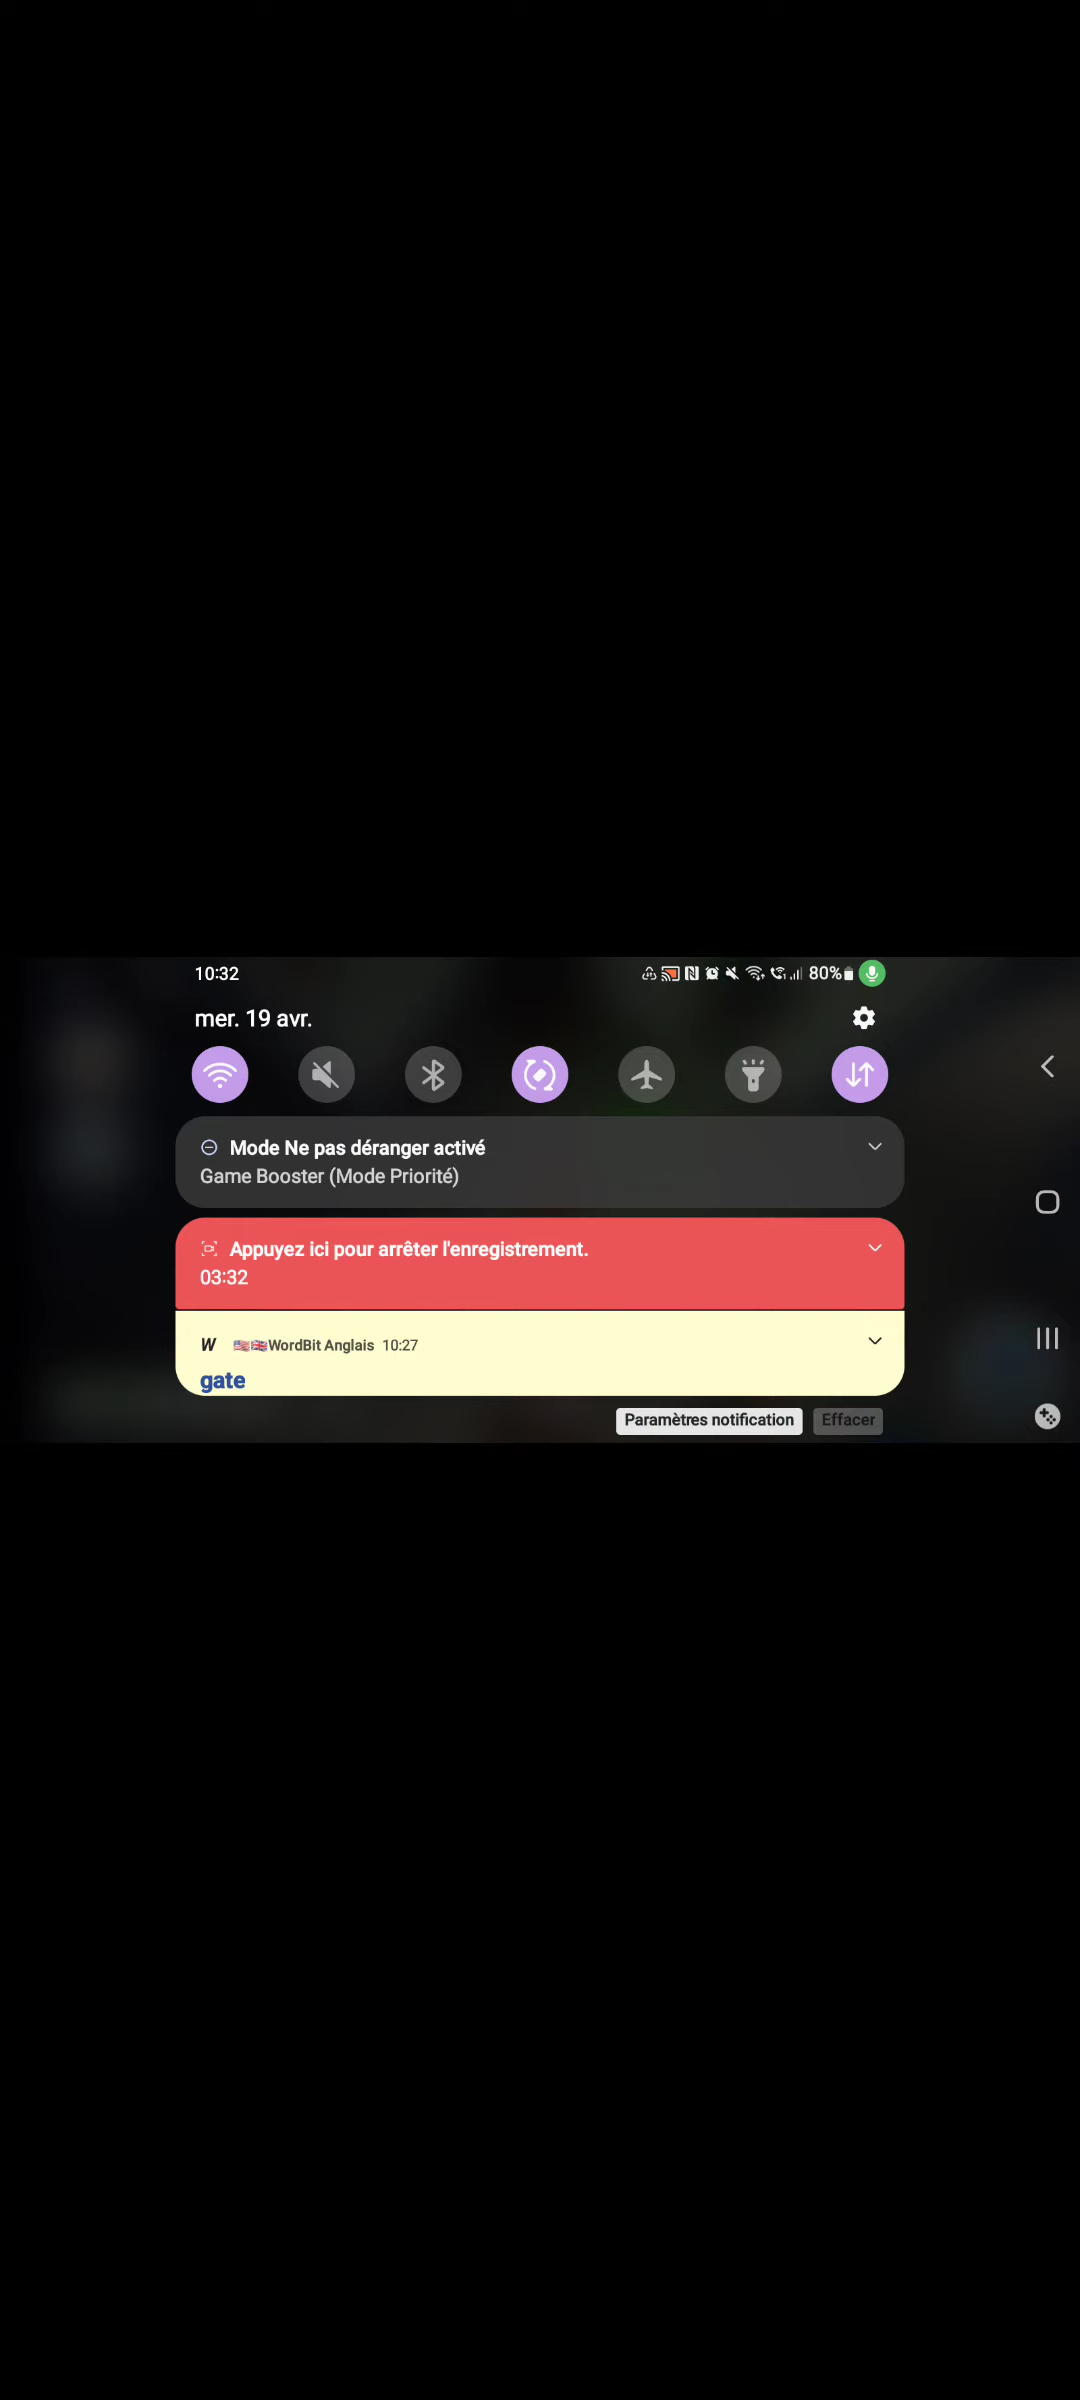 10:32
80%
mer. 19 avr.
Mode Ne pas déranger activé
Game Booster (Mode Priorité)
Appuyez ici pour arrêter l'enregistrement.
03:32
W 🇺🇸🇬🇧WordBit Anglais 10:27
gate
Paramètres notification Effacer